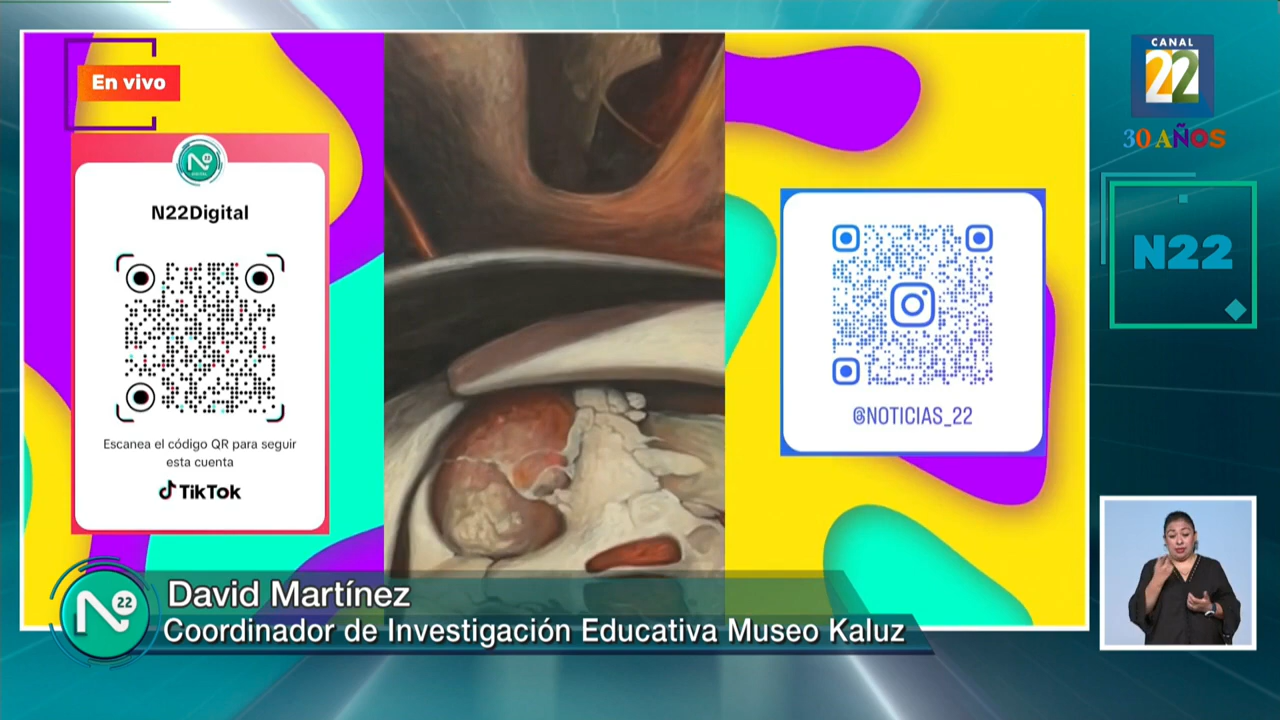 En vivo
N22Digital
Escanea el código QR para seguir
esta cuenta
TikTok
@NOTICIAS_22
CANAL
22
30 AÑOS
N22
N 22
David Martínez
Coordinador de Investigación Educativa Museo Kaluz